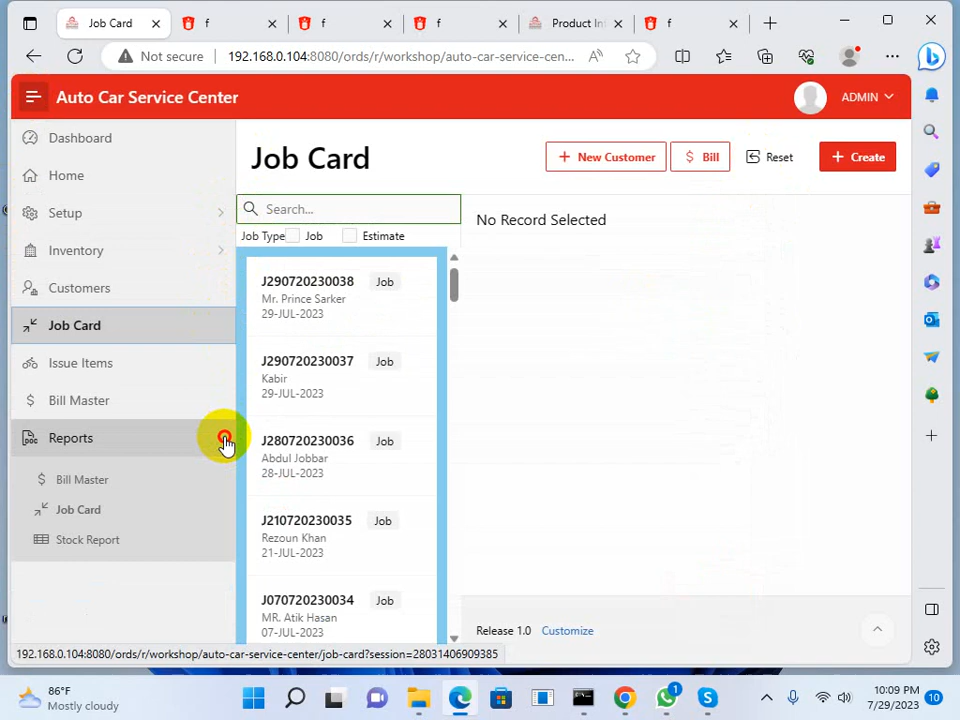 Job Card
f
f
f
Product In
f
Not secure
192.168.0.104:8080/ords/r/workshop/auto-car-service-cen...
Auto Car Service Center
ADMIN
Dashboard
Home
Setup
Inventory
Customers
Job Card
Issue Items
Bill Master
Reports
Bill Master
Job Card
Stock Report
Job Card
New Customer
$ Bill
Reset
Create
Search...
Job Type Job Estimate
No Record Selected
J290720230038 Job
Mr. Prince Sarker
29-JUL-2023
J290720230037 Job
Kabir
29-JUL-2023
J280720230036 Job
Abdul Jobbar
28-JUL-2023
J210720230035 Job
Rezoun Khan
21-JUL-2023
J070720230034 Job
MR. Atik Hasan
07-JUL-2023
Release 1.0 Customize
192.168.0.104:8080/ords/r/workshop/auto-car-service-center/job-card?session=28031406909385
86°F
Mostly cloudy
1
10:09 PM
7/29/2023
10